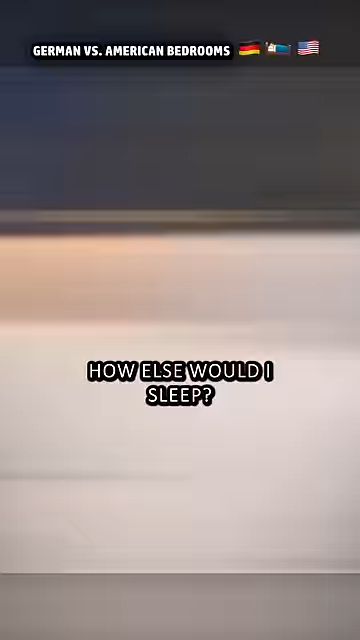 GERMAN VS. AMERICAN BEDROOMS 🇩🇪 🛌 🇺🇸
HOW ELSE WOULD I
SLEEP?